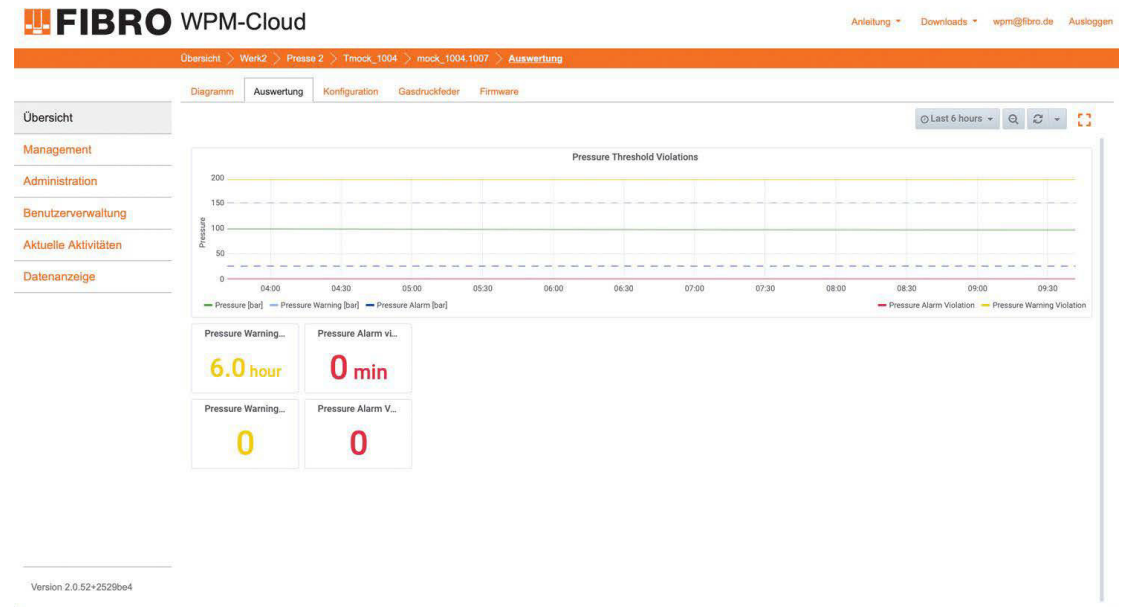 FIBRO WPM-Cloud
Anleitung Downloads wpm@fibro.de Ausloggen
Übersicht > Werk2 > Presse 2 > Tmock_1004 > mock_1004.1007 > Auswertung
Diagramm Auswertung Konfiguration Gasdruckfeder Firmware
Übersicht
Management
Administration
Benutzerverwaltung
Aktuelle Aktivitäten
Datenanzeige
Last 6 hours
Pressure Threshold Violations
Pressure
200
150
100
50
0
04:00 04:30 05:00 05:30 06:00 06:30 07:00 07:30 08:00 08:30 09:00 09:30
Pressure [bar] Pressure Warning [bar] Pressure Alarm [bar] Pressure Alarm Violation Pressure Warning Violation
Pressure Warning... Pressure Alarm vi...
6.0 hour 0 min
Pressure Warning... Pressure Alarm V...
0 0
Version 2.0.52+2529be4